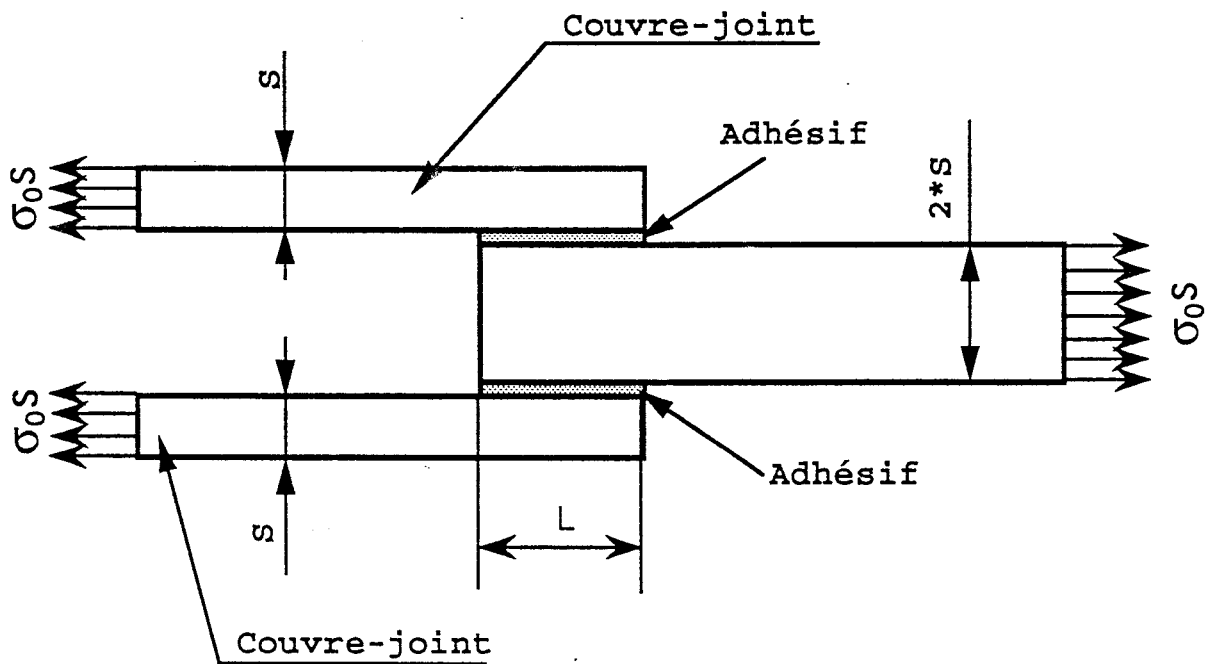 Couvre-joint
s
Adhésif
σ₀S
2*s
σ₀S
σ₀S
Adhésif
s
L
Couvre-joint